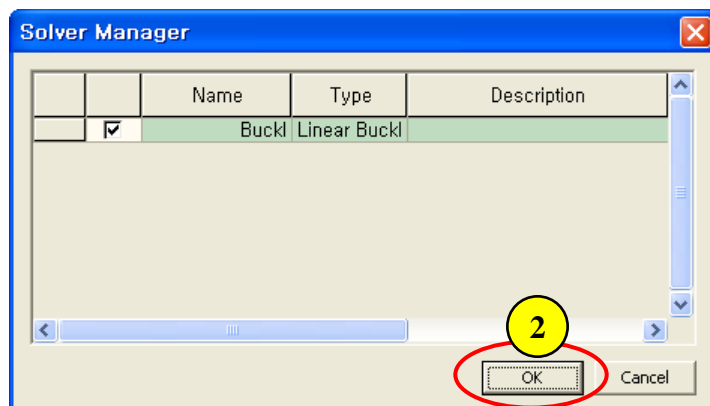 Solver Manager
Name Type Description
Buckl Linear Buckl
2
OK Cancel